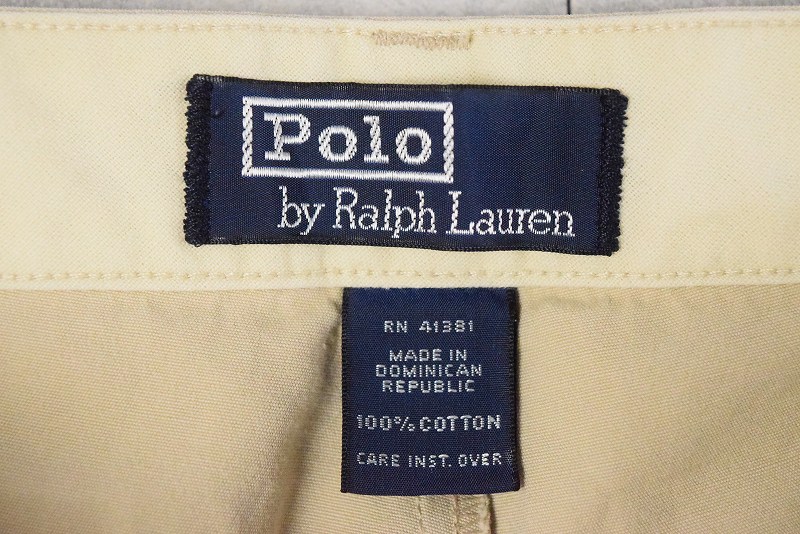 Polo
by Ralph Lauren
RN 41381
MADE IN
DOMINICAN
REPUBLIC
100% COTTON
CARE INST. OVER